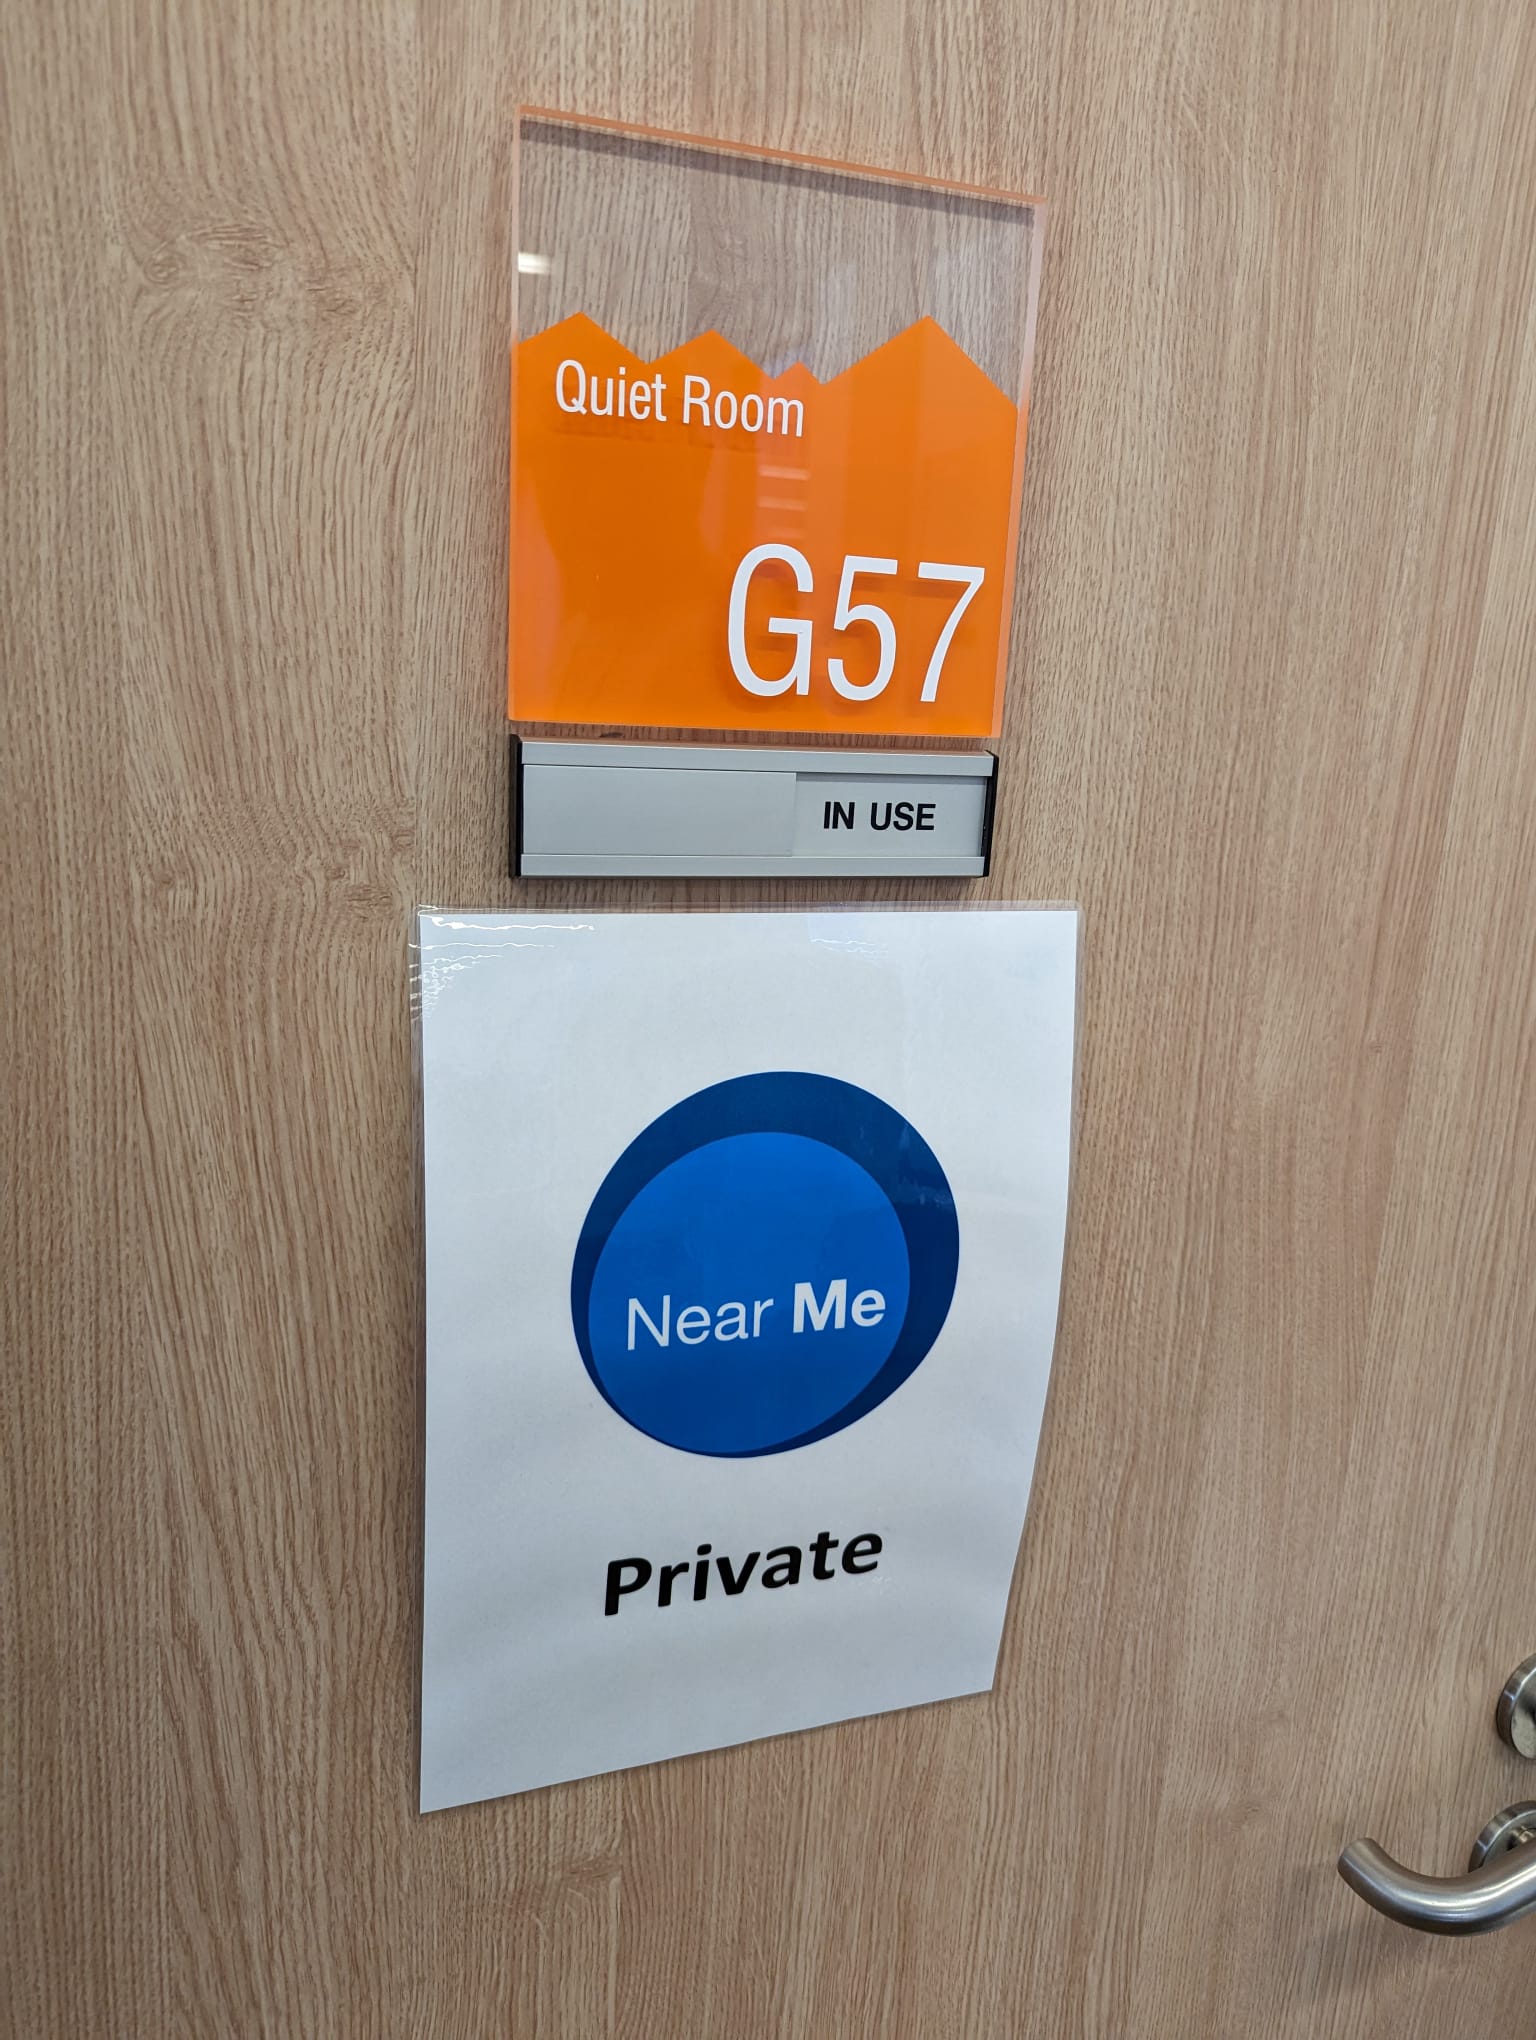 Quiet Room
G57
IN USE
Near Me
Private